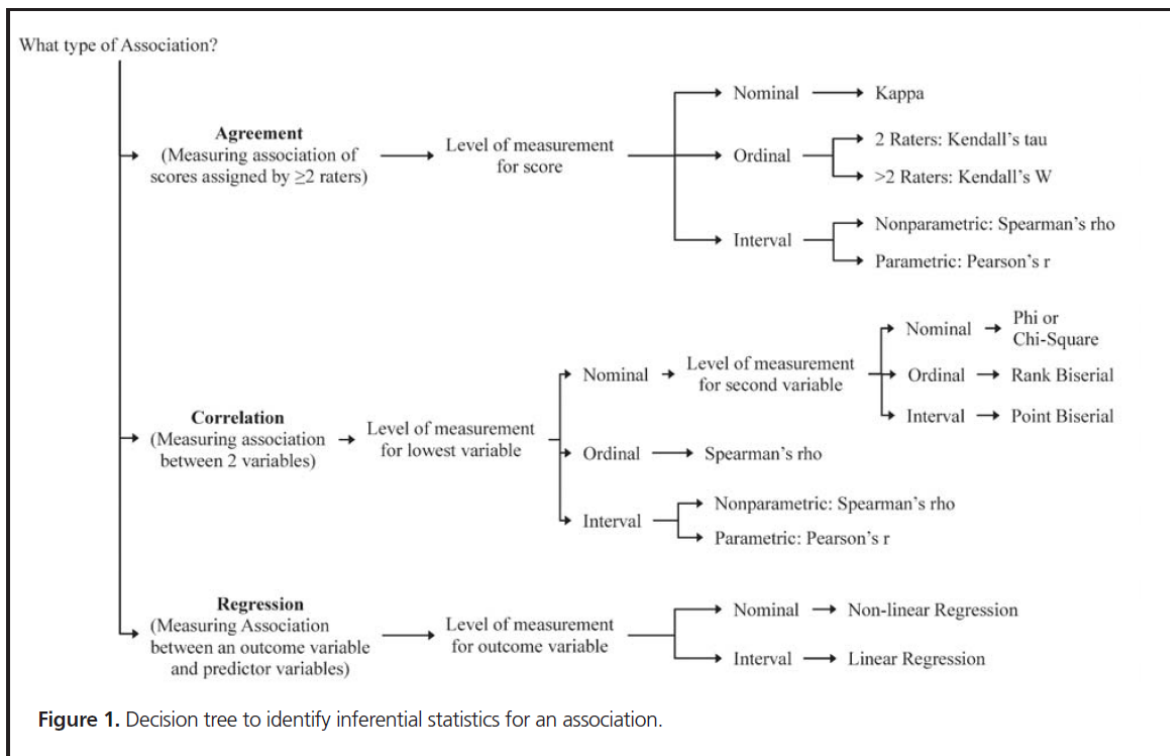 What type of Association?
Agreement
(Measuring association of
scores assigned by ≥2 raters)
Level of measurement
for score
Nominal
Kappa
Ordinal
2 Raters: Kendall's tau
>2 Raters: Kendall's W
Interval
Nonparametric: Spearman's rho
Parametric: Pearson's r
Correlation
(Measuring association
between 2 variables)
Level of measurement
for lowest variable
Nominal
Level of measurement
for second variable
Nominal
Phi or
Chi-Square
Ordinal
Rank Biserial
Interval
Point Biserial
Ordinal
Spearman's rho
Interval
Nonparametric: Spearman's rho
Parametric: Pearson's r
Regression
(Measuring Association
between an outcome variable
and predictor variables)
Level of measurement
for outcome variable
Nominal
Non-linear Regression
Interval
Linear Regression
Figure 1. Decision tree to identify inferential statistics for an association.